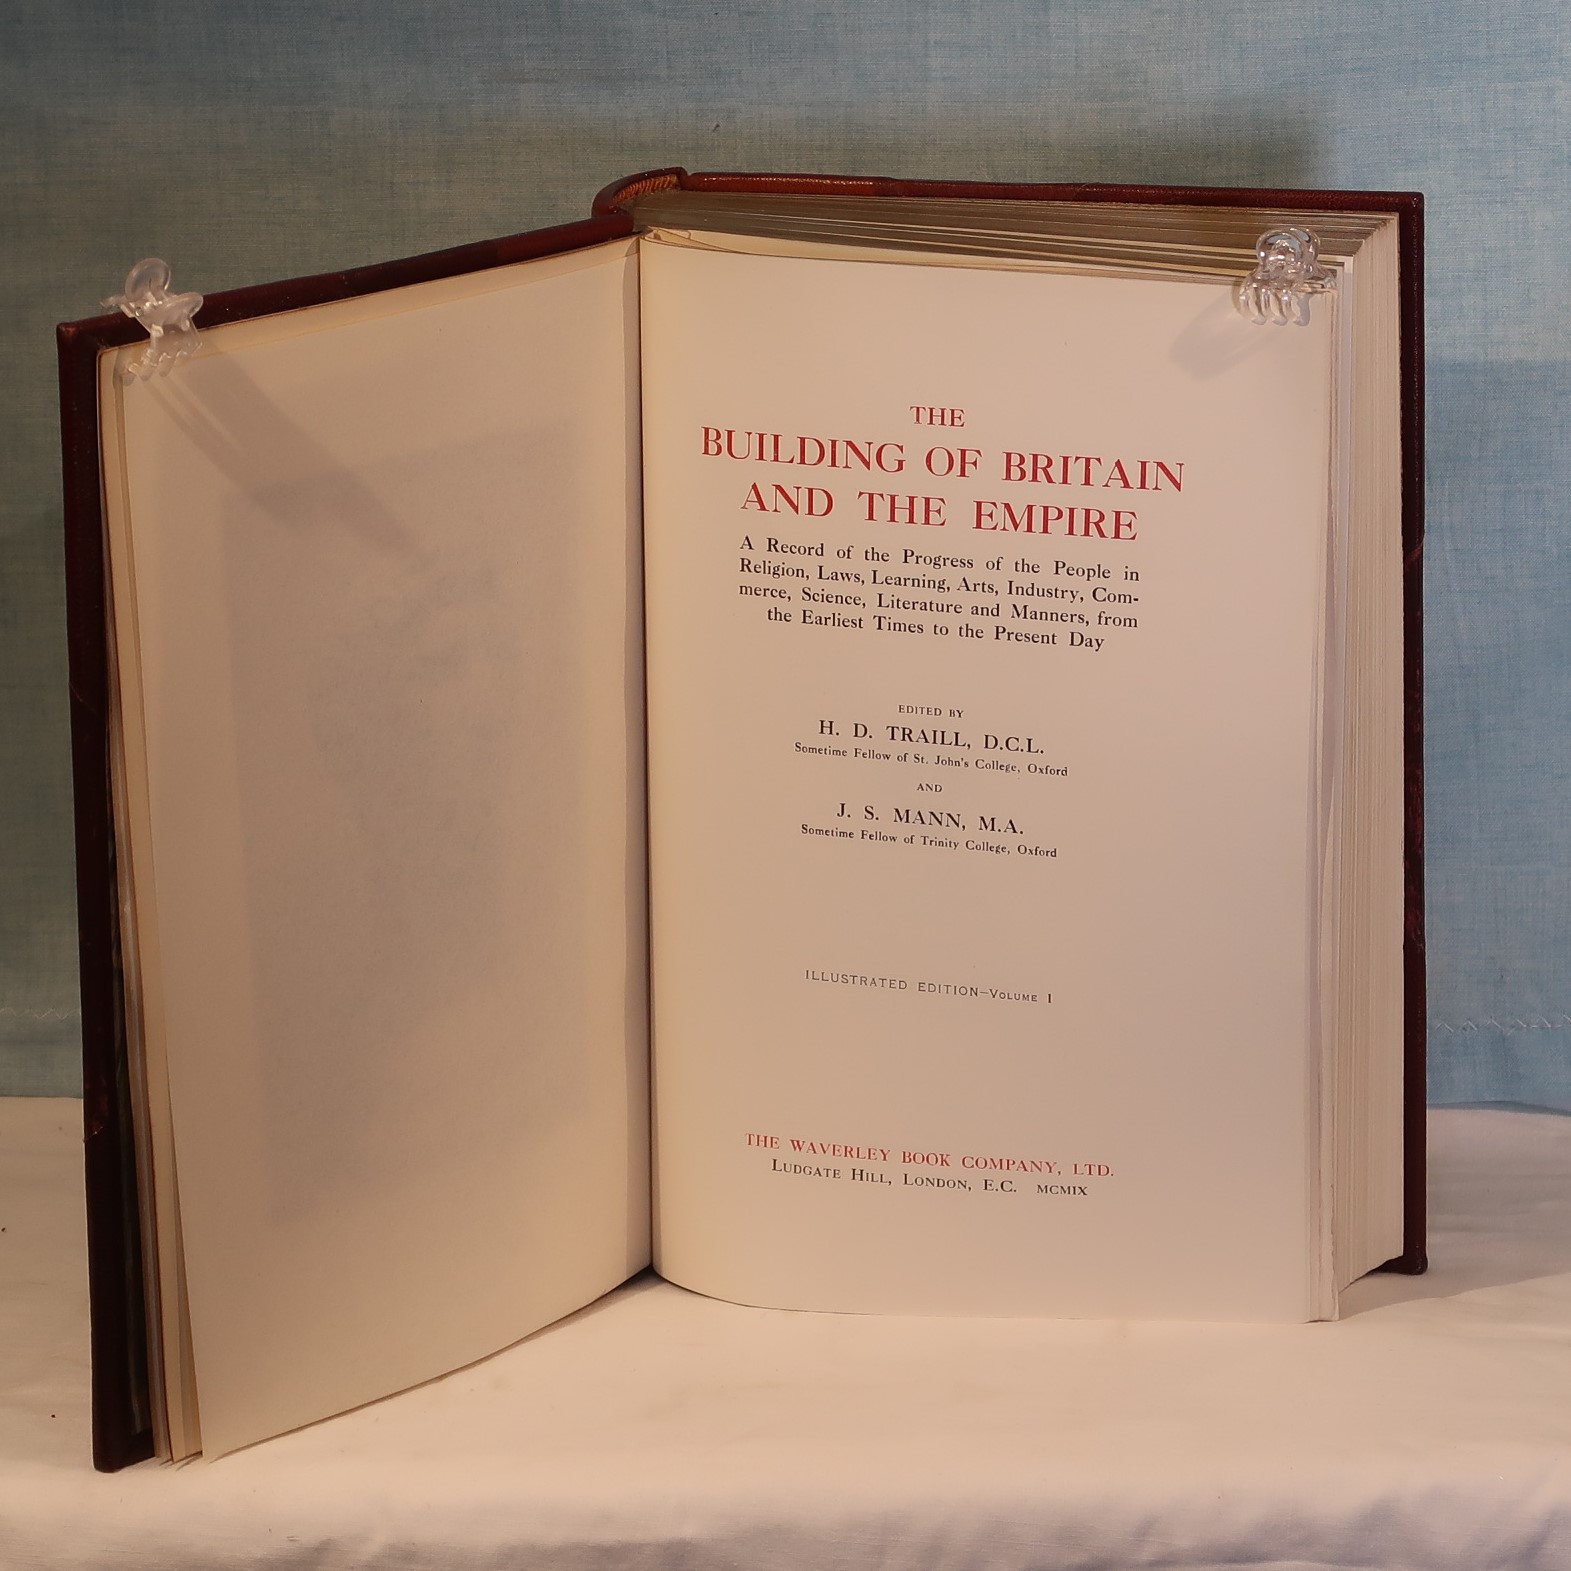 THE
BUILDING OF BRITAIN
AND THE EMPIRE
A Record of the Progress of the People in
Religion, Laws, Learning, Arts, Industry, Com-
merce, Science, Literature and Manners, from
the Earliest Times to the Present Day
EDITED BY
H. D. TRAILL, D.C.L.
Sometime Fellow of St. John's College, Oxford
AND
J. S. MANN, M.A.
Sometime Fellow of Trinity College, Oxford
ILLUSTRATED EDITION—VOLUME I
THE WAVERLEY BOOK COMPANY, LTD.
LUDGATE HILL, LONDON, E.C. MCMIX